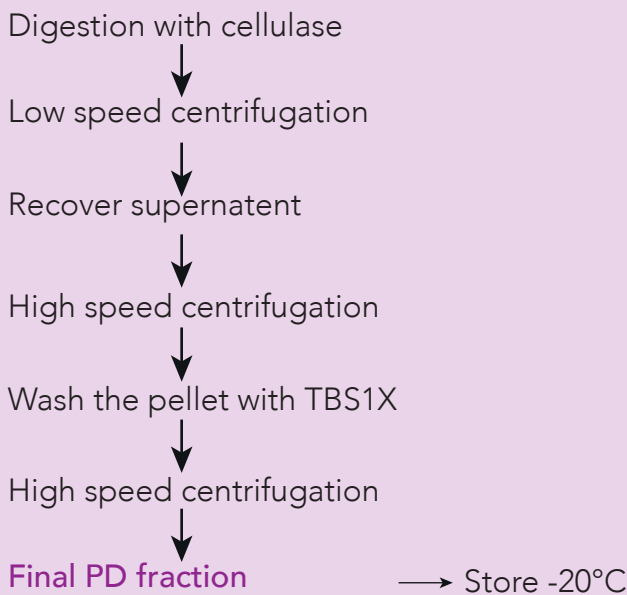 Digestion with cellulase
Low speed centrifugation
Recover supernatent
High speed centrifugation
Wash the pellet with TBS1X
High speed centrifugation
Final PD fraction → Store -20°C